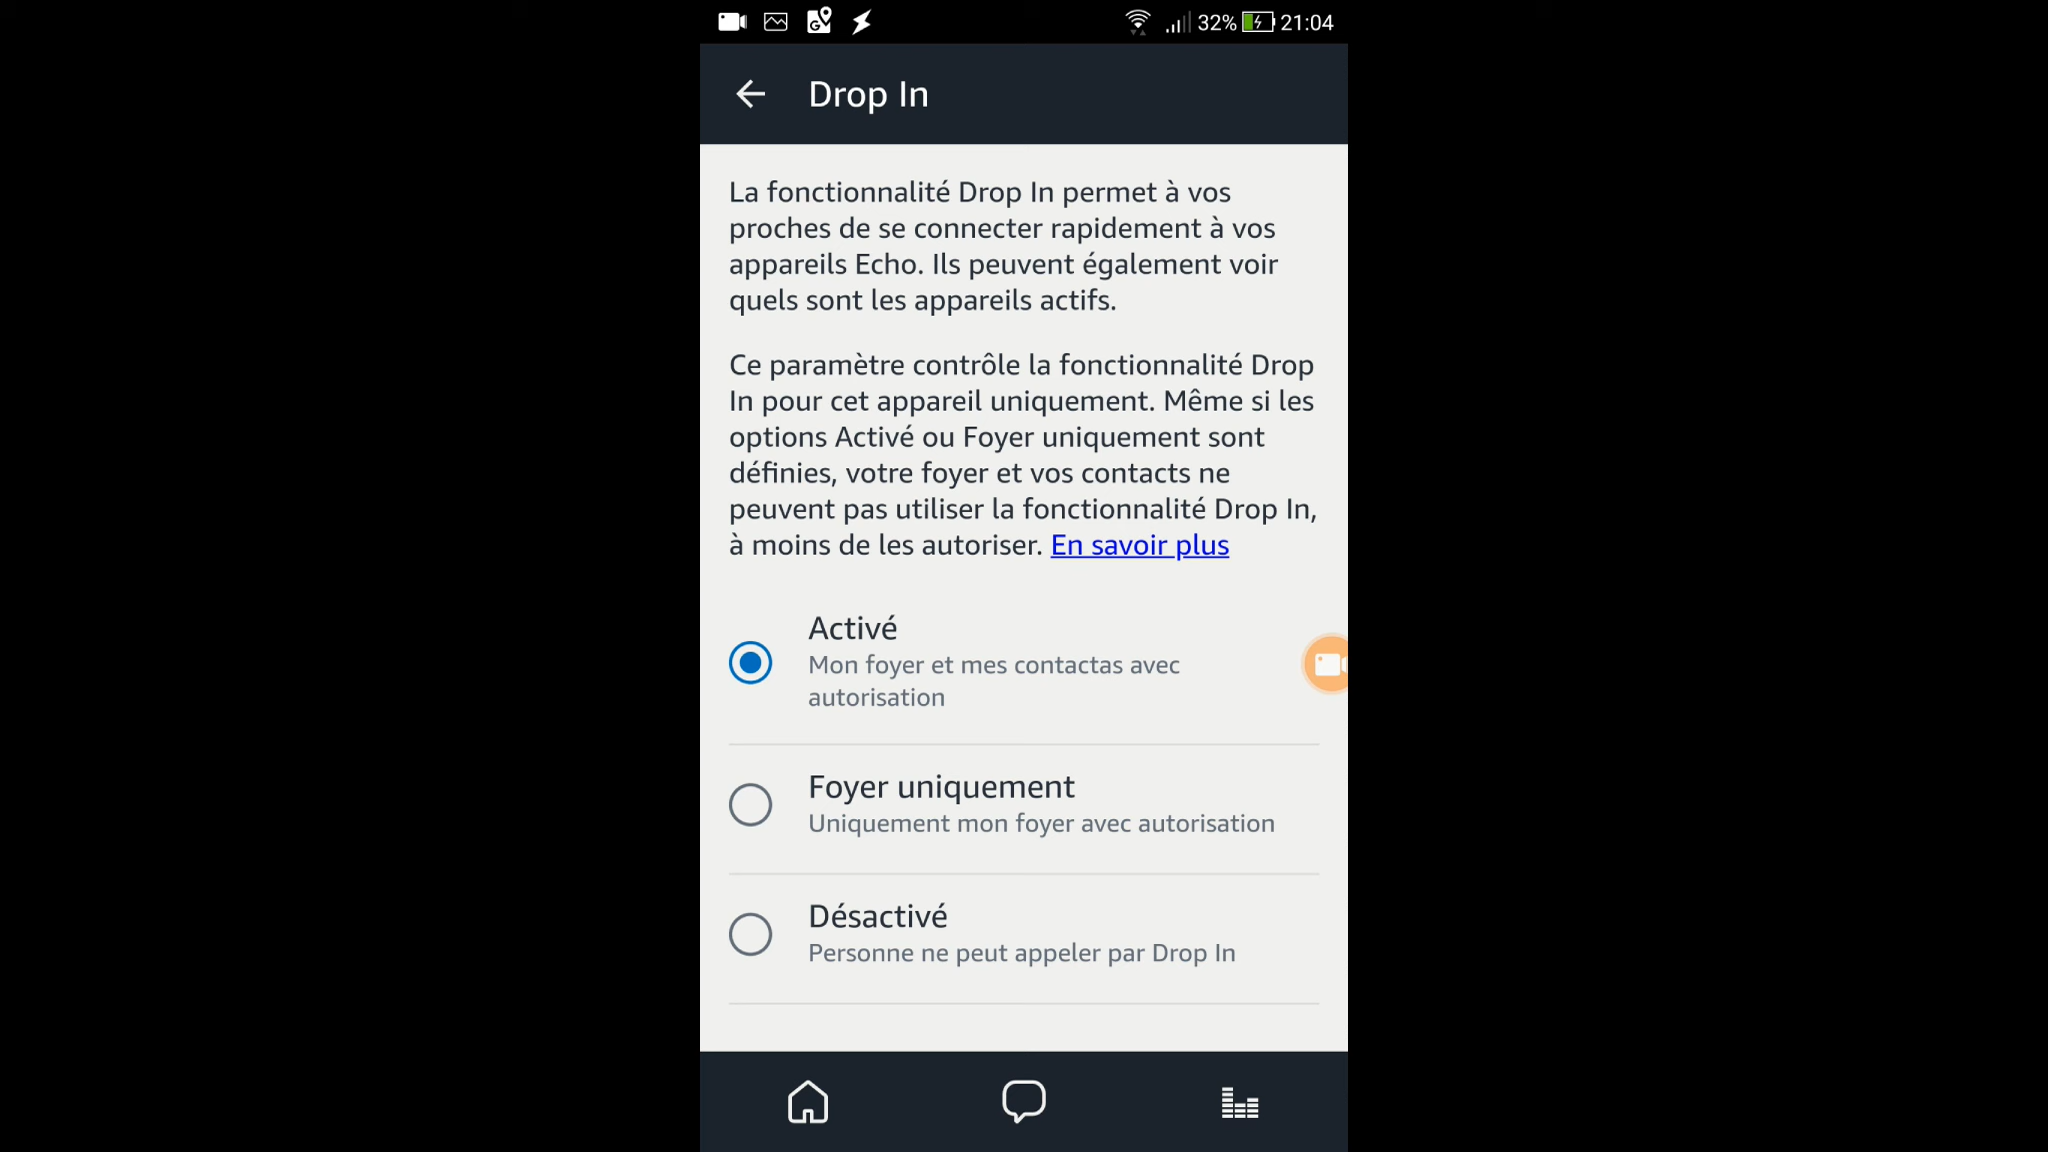 32% 21:04
Drop In
La fonctionnalité Drop In permet à vos
proches de se connecter rapidement à vos
appareils Echo. Ils peuvent également voir
quels sont les appareils actifs.
Ce paramètre contrôle la fonctionnalité Drop
In pour cet appareil uniquement. Même si les
options Activé ou Foyer uniquement sont
définies, votre foyer et vos contacts ne
peuvent pas utiliser la fonctionnalité Drop In,
à moins de les autoriser. En savoir plus
Activé
Mon foyer et mes contactas avec
autorisation
Foyer uniquement
Uniquement mon foyer avec autorisation
Désactivé
Personne ne peut appeler par Drop In